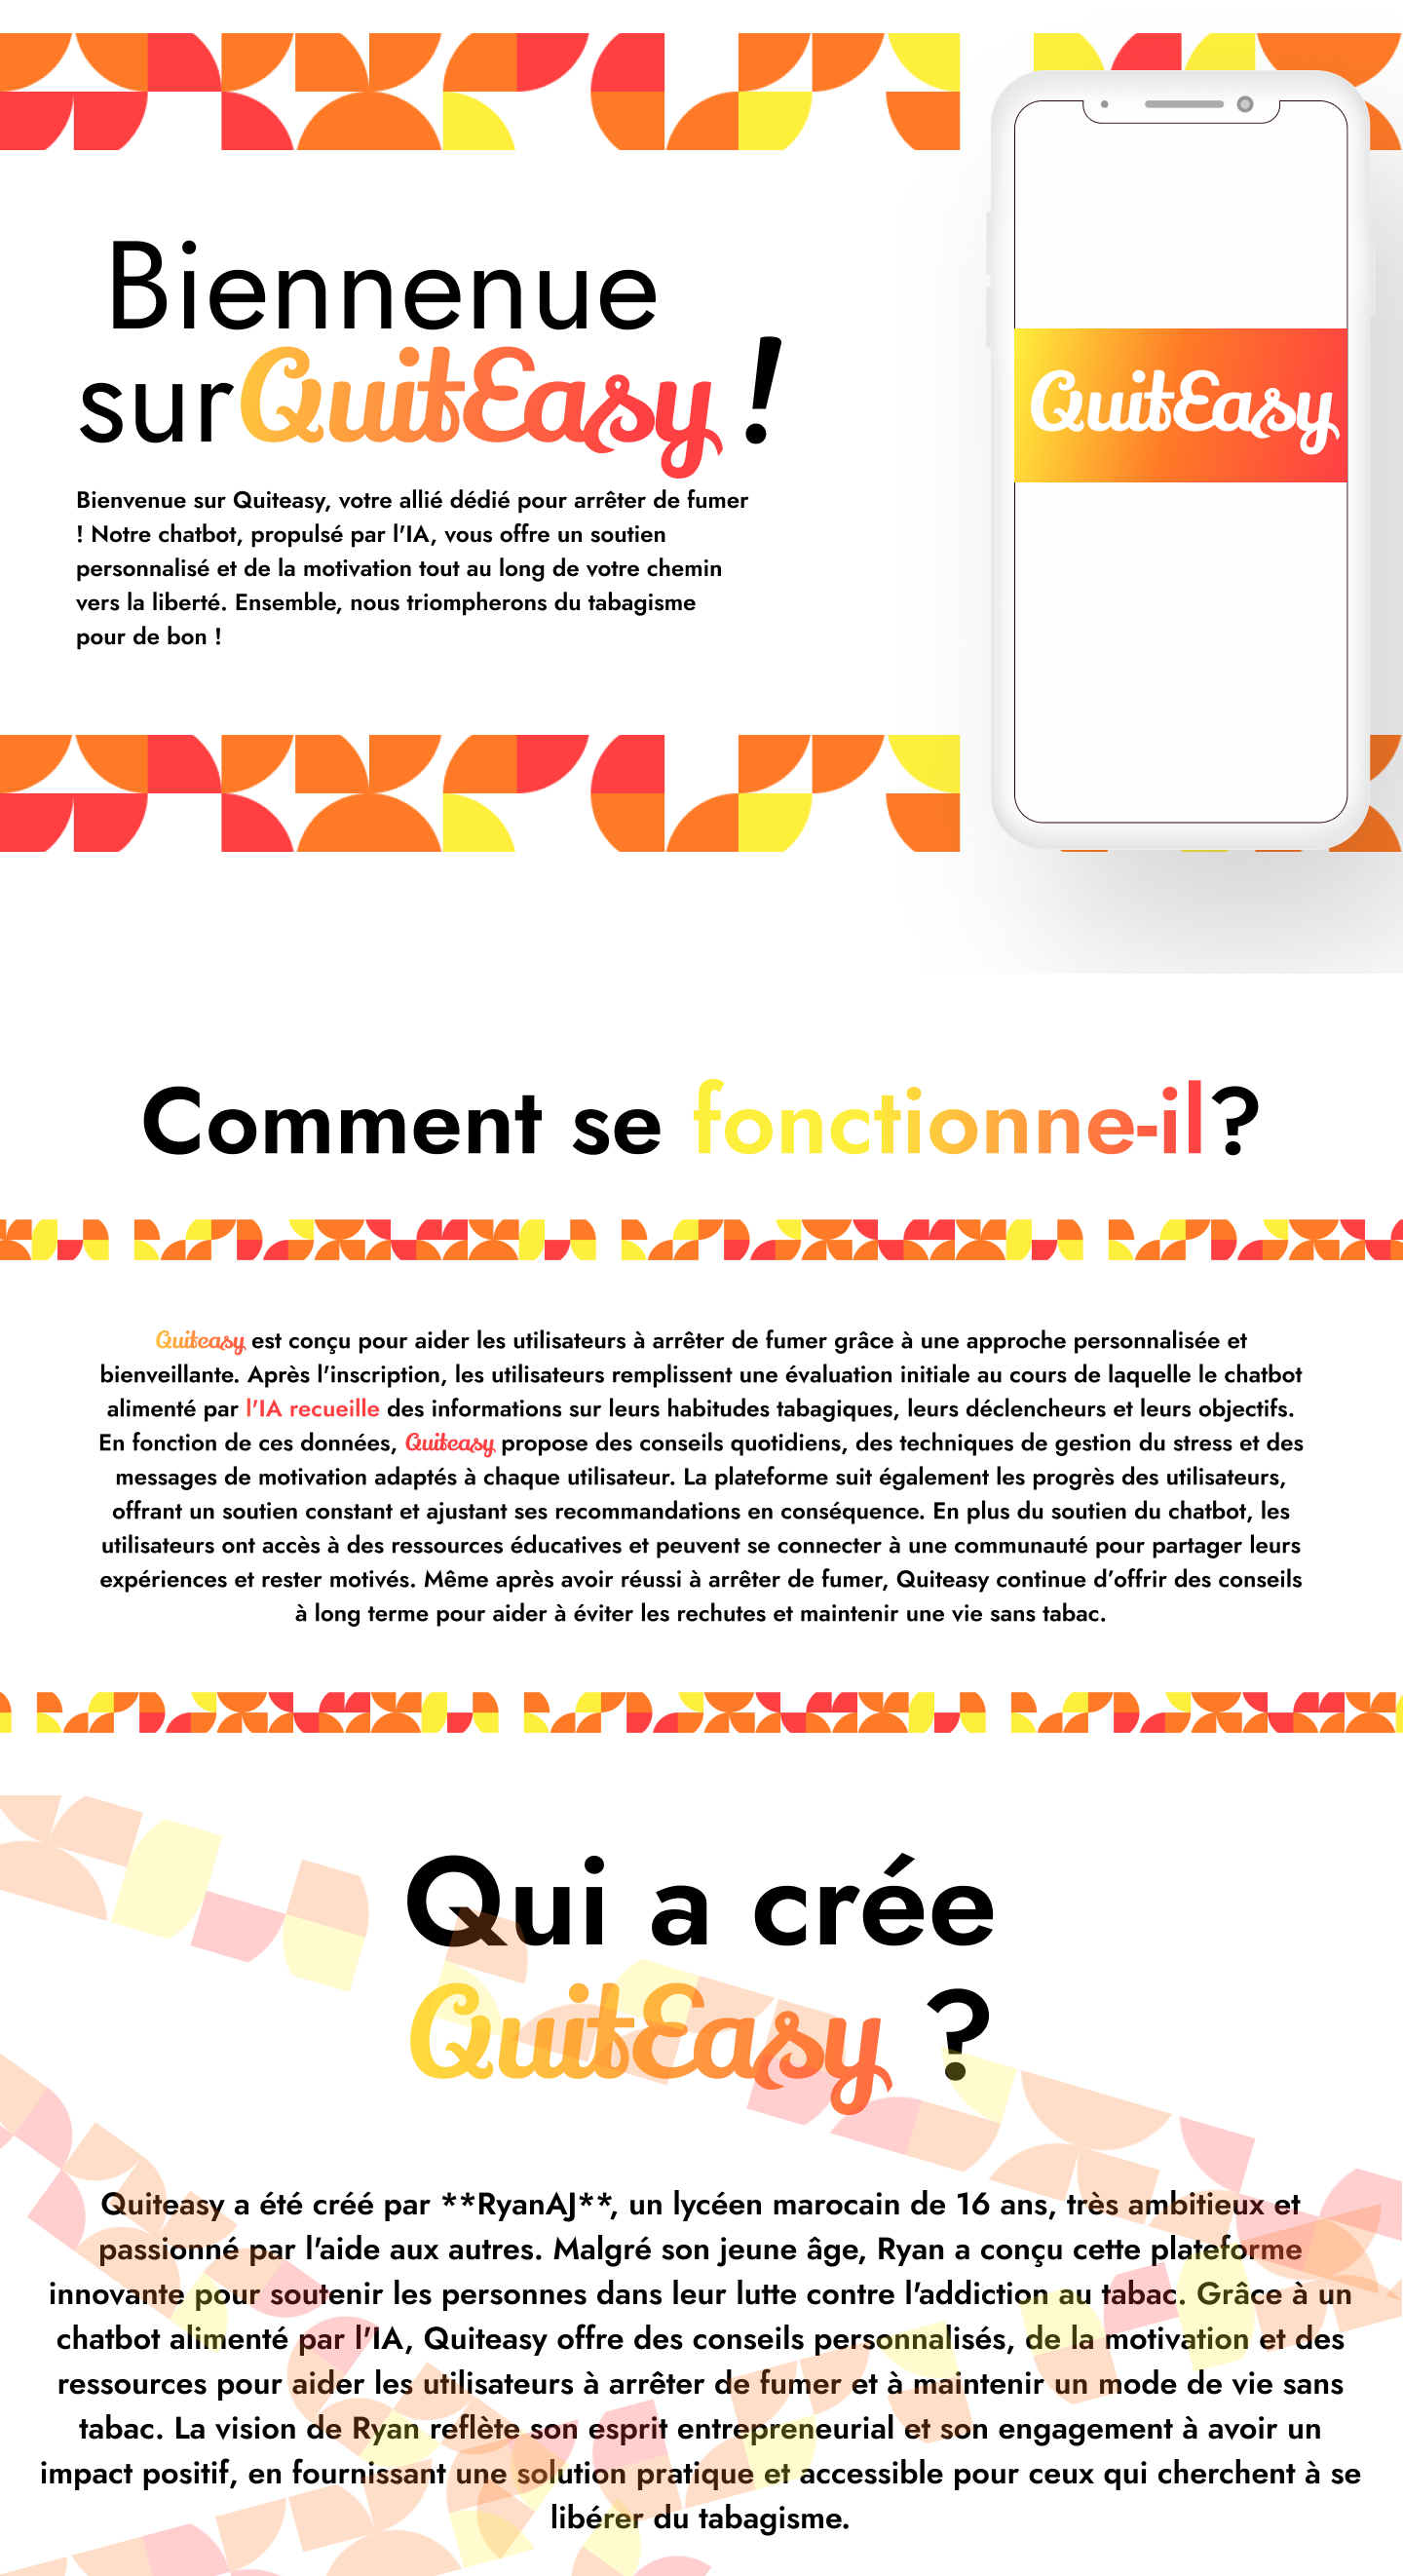 Biennenue
sur QuitEasy !
QuitEasy
Bienvenue sur Quiteasy, votre allié dédié pour arrêter de fumer
! Notre chatbot, propulsé par l'IA, vous offre un soutien
personnalisé et de la motivation tout au long de votre chemin
vers la liberté. Ensemble, nous triompherons du tabagisme
pour de bon !
Comment se fonctionne-il?
Quiteasy est conçu pour aider les utilisateurs à arrêter de fumer grâce à une approche personnalisée et
bienveillante. Après l'inscription, les utilisateurs remplissent une évaluation initiale au cours de laquelle le chatbot
alimenté par l'IA recueille des informations sur leurs habitudes tabagiques, leurs déclencheurs et leurs objectifs.
En fonction de ces données, Quiteasy propose des conseils quotidiens, des techniques de gestion du stress et des
messages de motivation adaptés à chaque utilisateur. La plateforme suit également les progrès des utilisateurs,
offrant un soutien constant et ajustant ses recommandations en conséquence. En plus du soutien du chatbot, les
utilisateurs ont accès à des ressources éducatives et peuvent se connecter à une communauté pour partager leurs
expériences et rester motivés. Même après avoir réussi à arrêter de fumer, Quiteasy continue d’offrir des conseils
à long terme pour aider à éviter les rechutes et maintenir une vie sans tabac.
Qui a crée
QuitEasy ?
Quiteasy a été créé par **RyanAJ**, un lycéen marocain de 16 ans, très ambitieux et
passionné par l'aide aux autres. Malgré son jeune âge, Ryan a conçu cette plateforme
innovante pour soutenir les personnes dans leur lutte contre l'addiction au tabac. Grâce à un
chatbot alimenté par l'IA, Quiteasy offre des conseils personnalisés, de la motivation et des
ressources pour aider les utilisateurs à arrêter de fumer et à maintenir un mode de vie sans
tabac. La vision de Ryan reflète son esprit entrepreneurial et son engagement à avoir un
impact positif, en fournissant une solution pratique et accessible pour ceux qui cherchent à se
libérer du tabagisme.